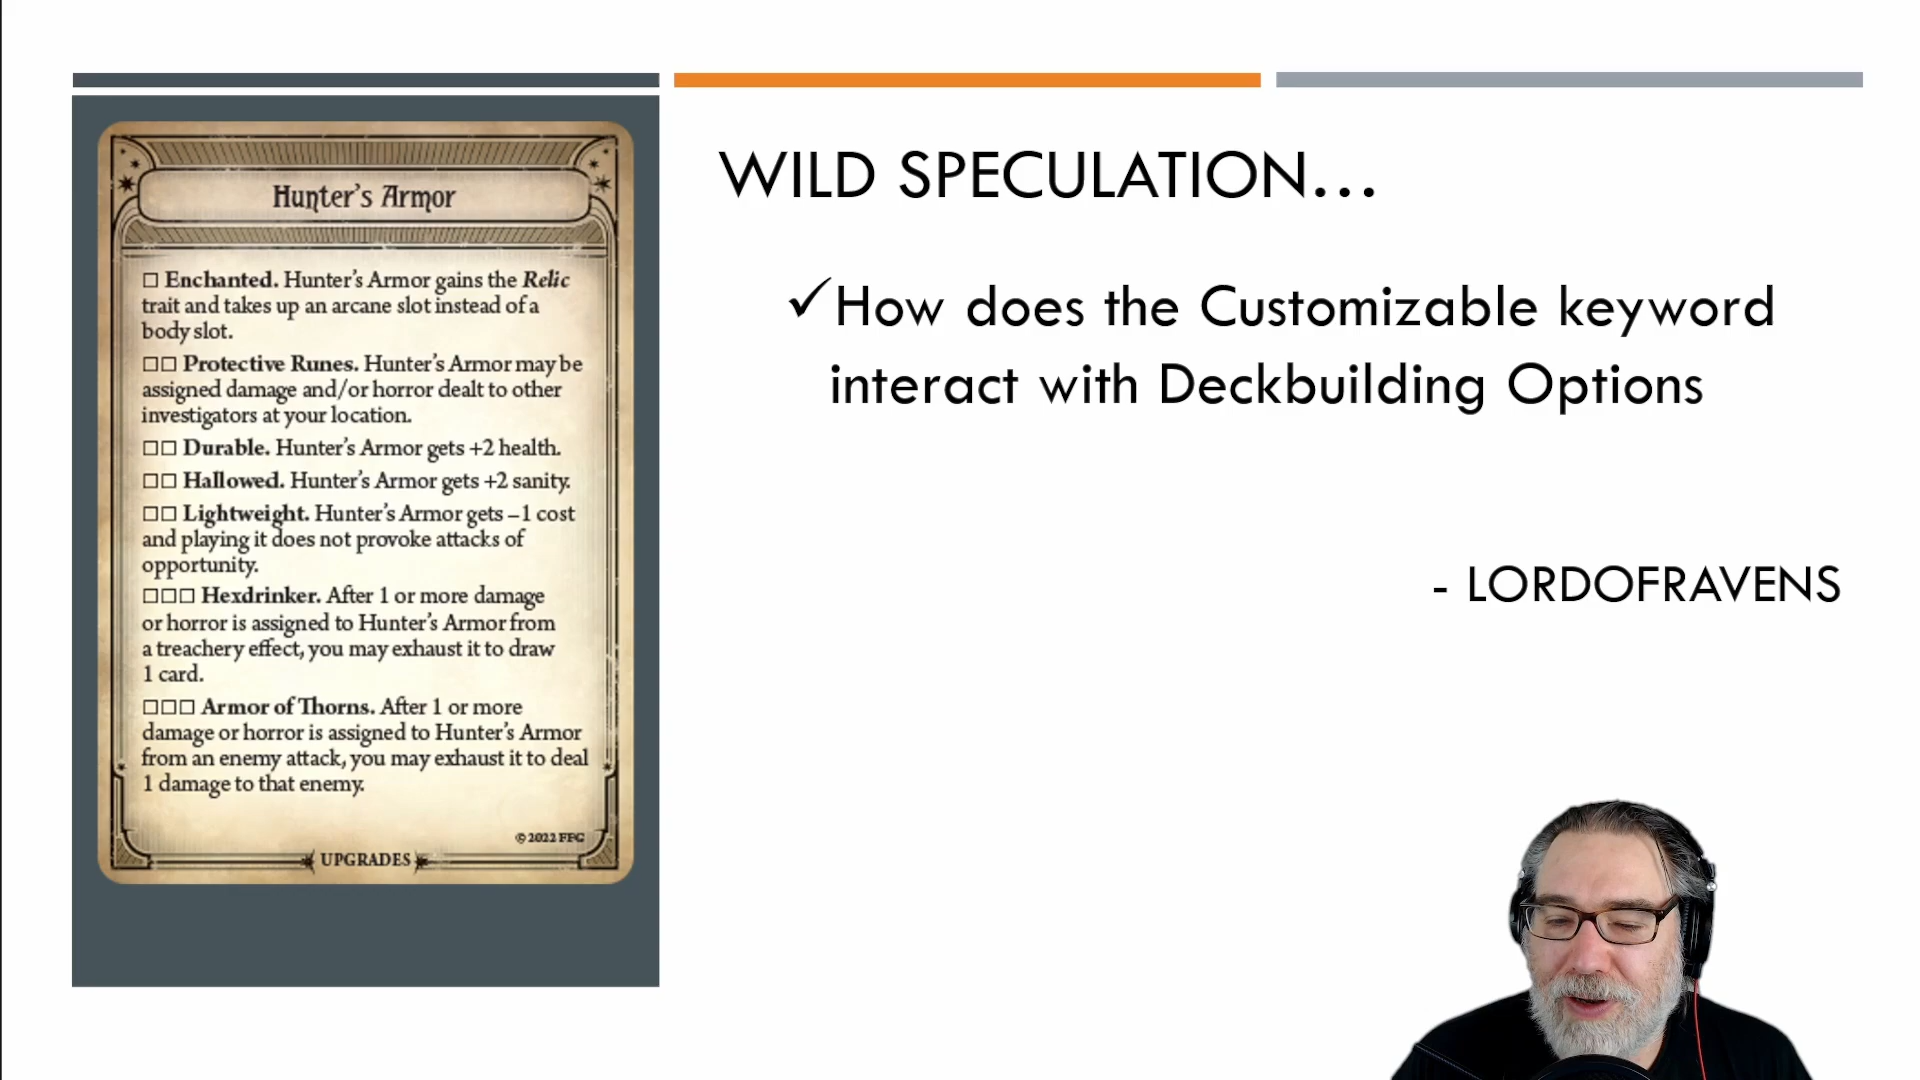 Hunter's Armor
□ Enchanted. Hunter's Armor gains the Relic
trait and takes up an arcane slot instead of a
body slot.
□□ Protective Runes. Hunter's Armor may be
assigned damage and/or horror dealt to other
investigators at your location.
□□ Durable. Hunter's Armor gets +2 health.
□□ Hallowed. Hunter's Armor gets +2 sanity.
□□ Lightweight. Hunter's Armor gets –1 cost
and playing it does not provoke attacks of
opportunity.
□□□ Hexdrinker. After 1 or more damage
or horror is assigned to Hunter's Armor from
a treachery effect, you may exhaust it to draw
1 card.
□□□ Armor of Thorns. After 1 or more
damage or horror is assigned to Hunter's Armor
from an enemy attack, you may exhaust it to deal
1 damage to that enemy.
© 2022 FFG
UPGRADES
WILD SPECULATION...
✓How does the Customizable keyword
interact with Deckbuilding Options
- LORDOFRAVENS